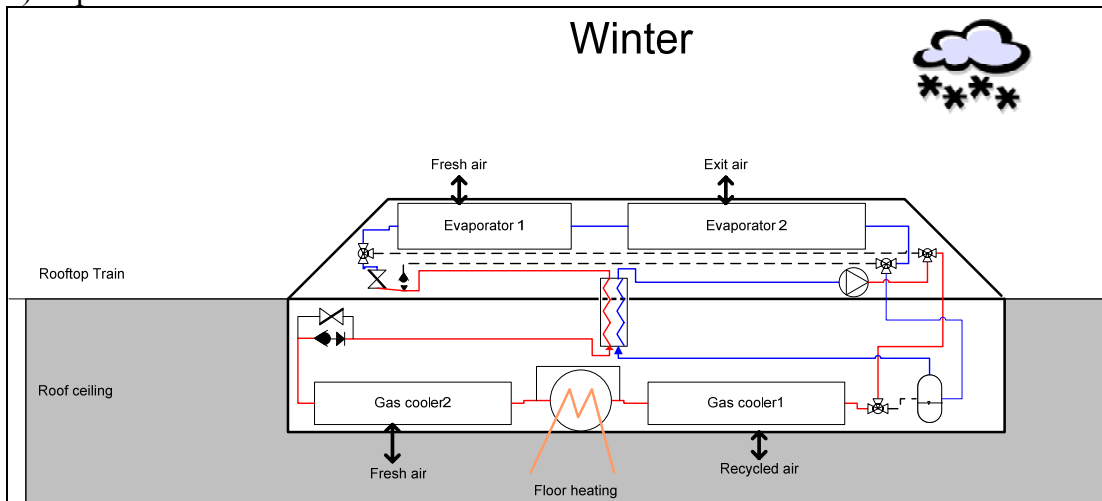 Winter
Fresh air
Exit air
Evaporator 1
Evaporator 2
Rooftop Train
Roof ceiling
Gas cooler2
Gas cooler1
Fresh air
Recycled air
Floor heating